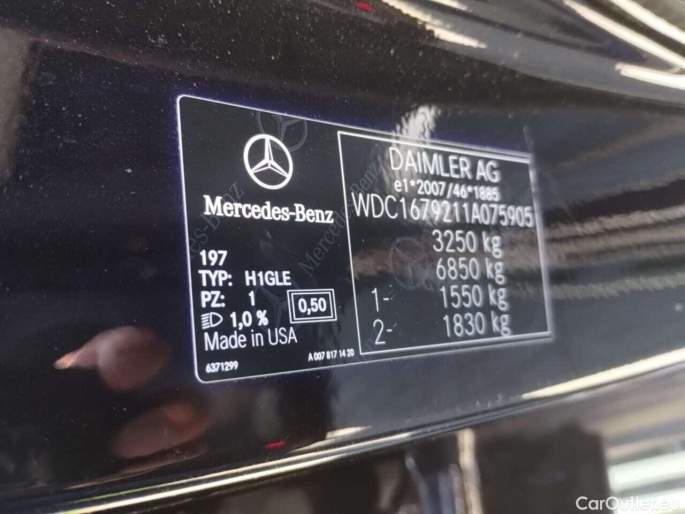 Mercedes-Benz
197
TYP: H1GLE
PZ: 1
0,50
1,0 %
Made in USA
6371299
A 007 817 14 20
DAIMLER AG
e1*2007/46*1885
WDC1679211A075905
3250 kg
6850 kg
1- 1550 kg
2- 1830 kg